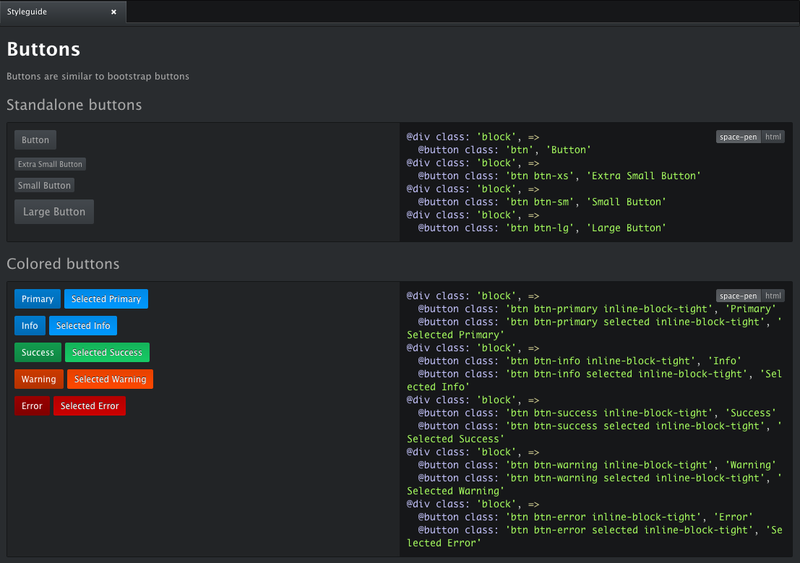 Styleguide ×
Buttons
Buttons are similar to bootstrap buttons
Standalone buttons
Button
Extra Small Button
Small Button
Large Button
space-pen html
@div class: 'block', =>
@button class: 'btn', 'Button'
@div class: 'block', =>
@button class: 'btn btn-xs', 'Extra Small Button'
@div class: 'block', =>
@button class: 'btn btn-sm', 'Small Button'
@div class: 'block', =>
@button class: 'btn btn-lg', 'Large Button'
Colored buttons
Primary Selected Primary
Info Selected Info
Success Selected Success
Warning Selected Warning
Error Selected Error
space-pen html
@div class: 'block', =>
@button class: 'btn btn-primary inline-block-tight', 'Primary'
@button class: 'btn btn-primary selected inline-block-tight', '
Selected Primary'
@div class: 'block', =>
@button class: 'btn btn-info inline-block-tight', 'Info'
@button class: 'btn btn-info selected inline-block-tight', 'Sel
ected Info'
@div class: 'block', =>
@button class: 'btn btn-success inline-block-tight', 'Success'
@button class: 'btn btn-success selected inline-block-tight', '
Selected Success'
@div class: 'block', =>
@button class: 'btn btn-warning inline-block-tight', 'Warning'
@button class: 'btn btn-warning selected inline-block-tight', '
Selected Warning'
@div class: 'block', =>
@button class: 'btn btn-error inline-block-tight', 'Error'
@button class: 'btn btn-error selected inline-block-tight', 'Se
lected Error'